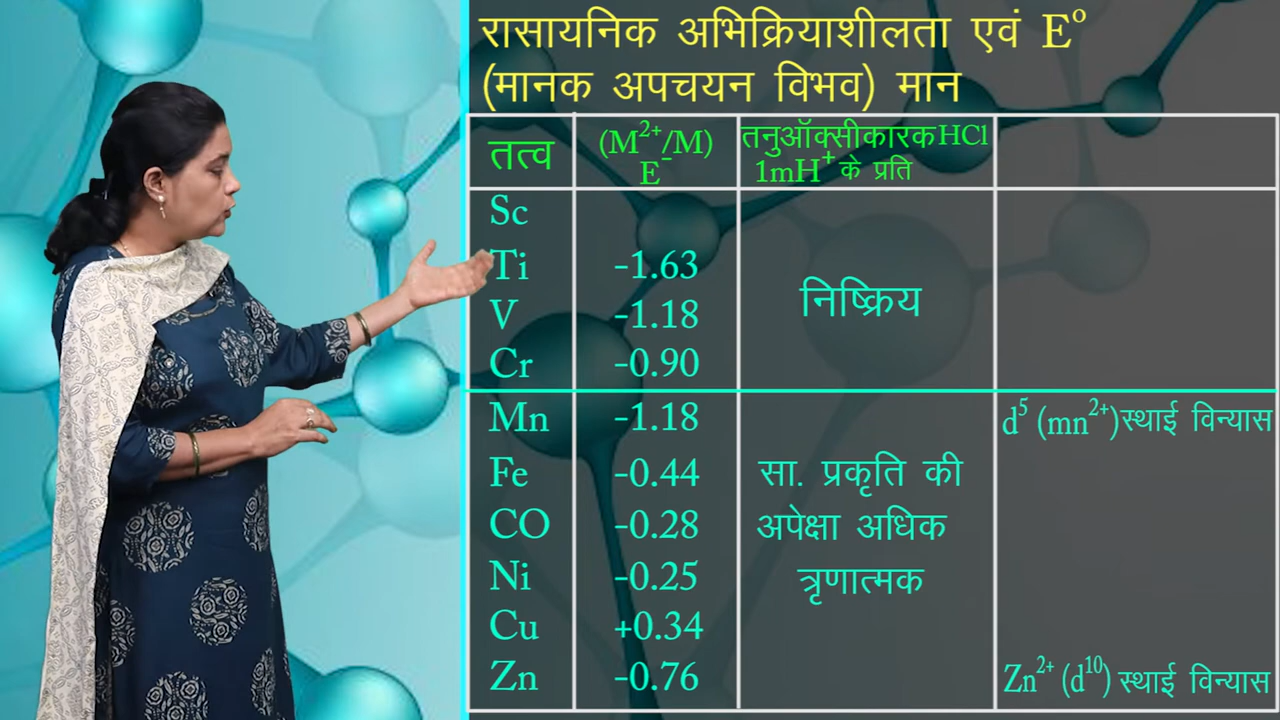 रासायनिक अभिक्रियाशीलता एवं E°
(मानक अपचयन विभव) मान
तत्व (M²⁺/M) E⁻ तनुऑक्सीकारक HCl 1mH⁺ के प्रति
Sc
Ti -1.63
V -1.18 निष्क्रिय
Cr -0.90
Mn -1.18 d⁵ (mn²⁺) स्थाई विन्यास
Fe -0.44 सा. प्रकृति की
CO -0.28 अपेक्षा अधिक
Ni -0.25 त्रृणात्मक
Cu +0.34
Zn -0.76 Zn²⁺ (d¹⁰) स्थाई विन्यास